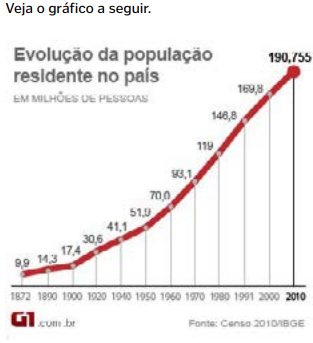 Veja o gráfico a seguir.
Evolução da população
residente no país
EM MILHÕES DE PESSOAS
190,755
169,8
146,8
119
93,1
70,0
51,9
41,1
30,6
17,4
14,3
9,9
1872 1890 1900 1920 1940 1950 1960 1970 1980 1991 2000 2010
G1.com.br
Fonte: Censo 2010/IBGE